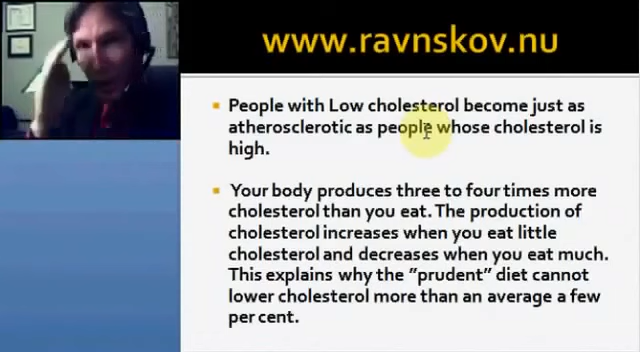 www.ravnskov.nu
People with Low cholesterol become just as
atherosclerotic as people whose cholesterol is
high.
Your body produces three to four times more
cholesterol than you eat. The production of
cholesterol increases when you eat little
cholesterol and decreases when you eat much.
This explains why the ”prudent” diet cannot
lower cholesterol more than an average a few
per cent.